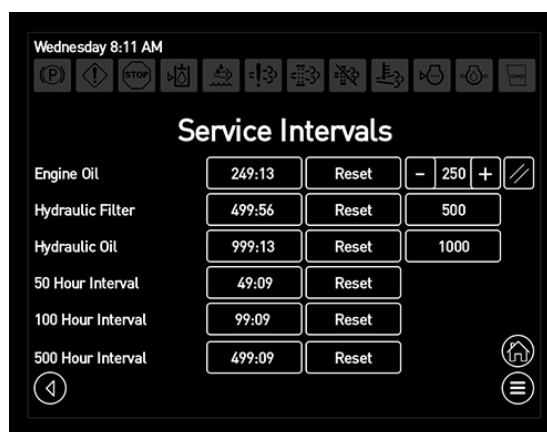 Wednesday 8:11 AM
(P) STOP
Service Intervals
Engine Oil 249:13 Reset - 250 +
Hydraulic Filter 499:56 Reset 500
Hydraulic Oil 999:13 Reset 1000
50 Hour Interval 49:09 Reset
100 Hour Interval 99:09 Reset
500 Hour Interval 499:09 Reset